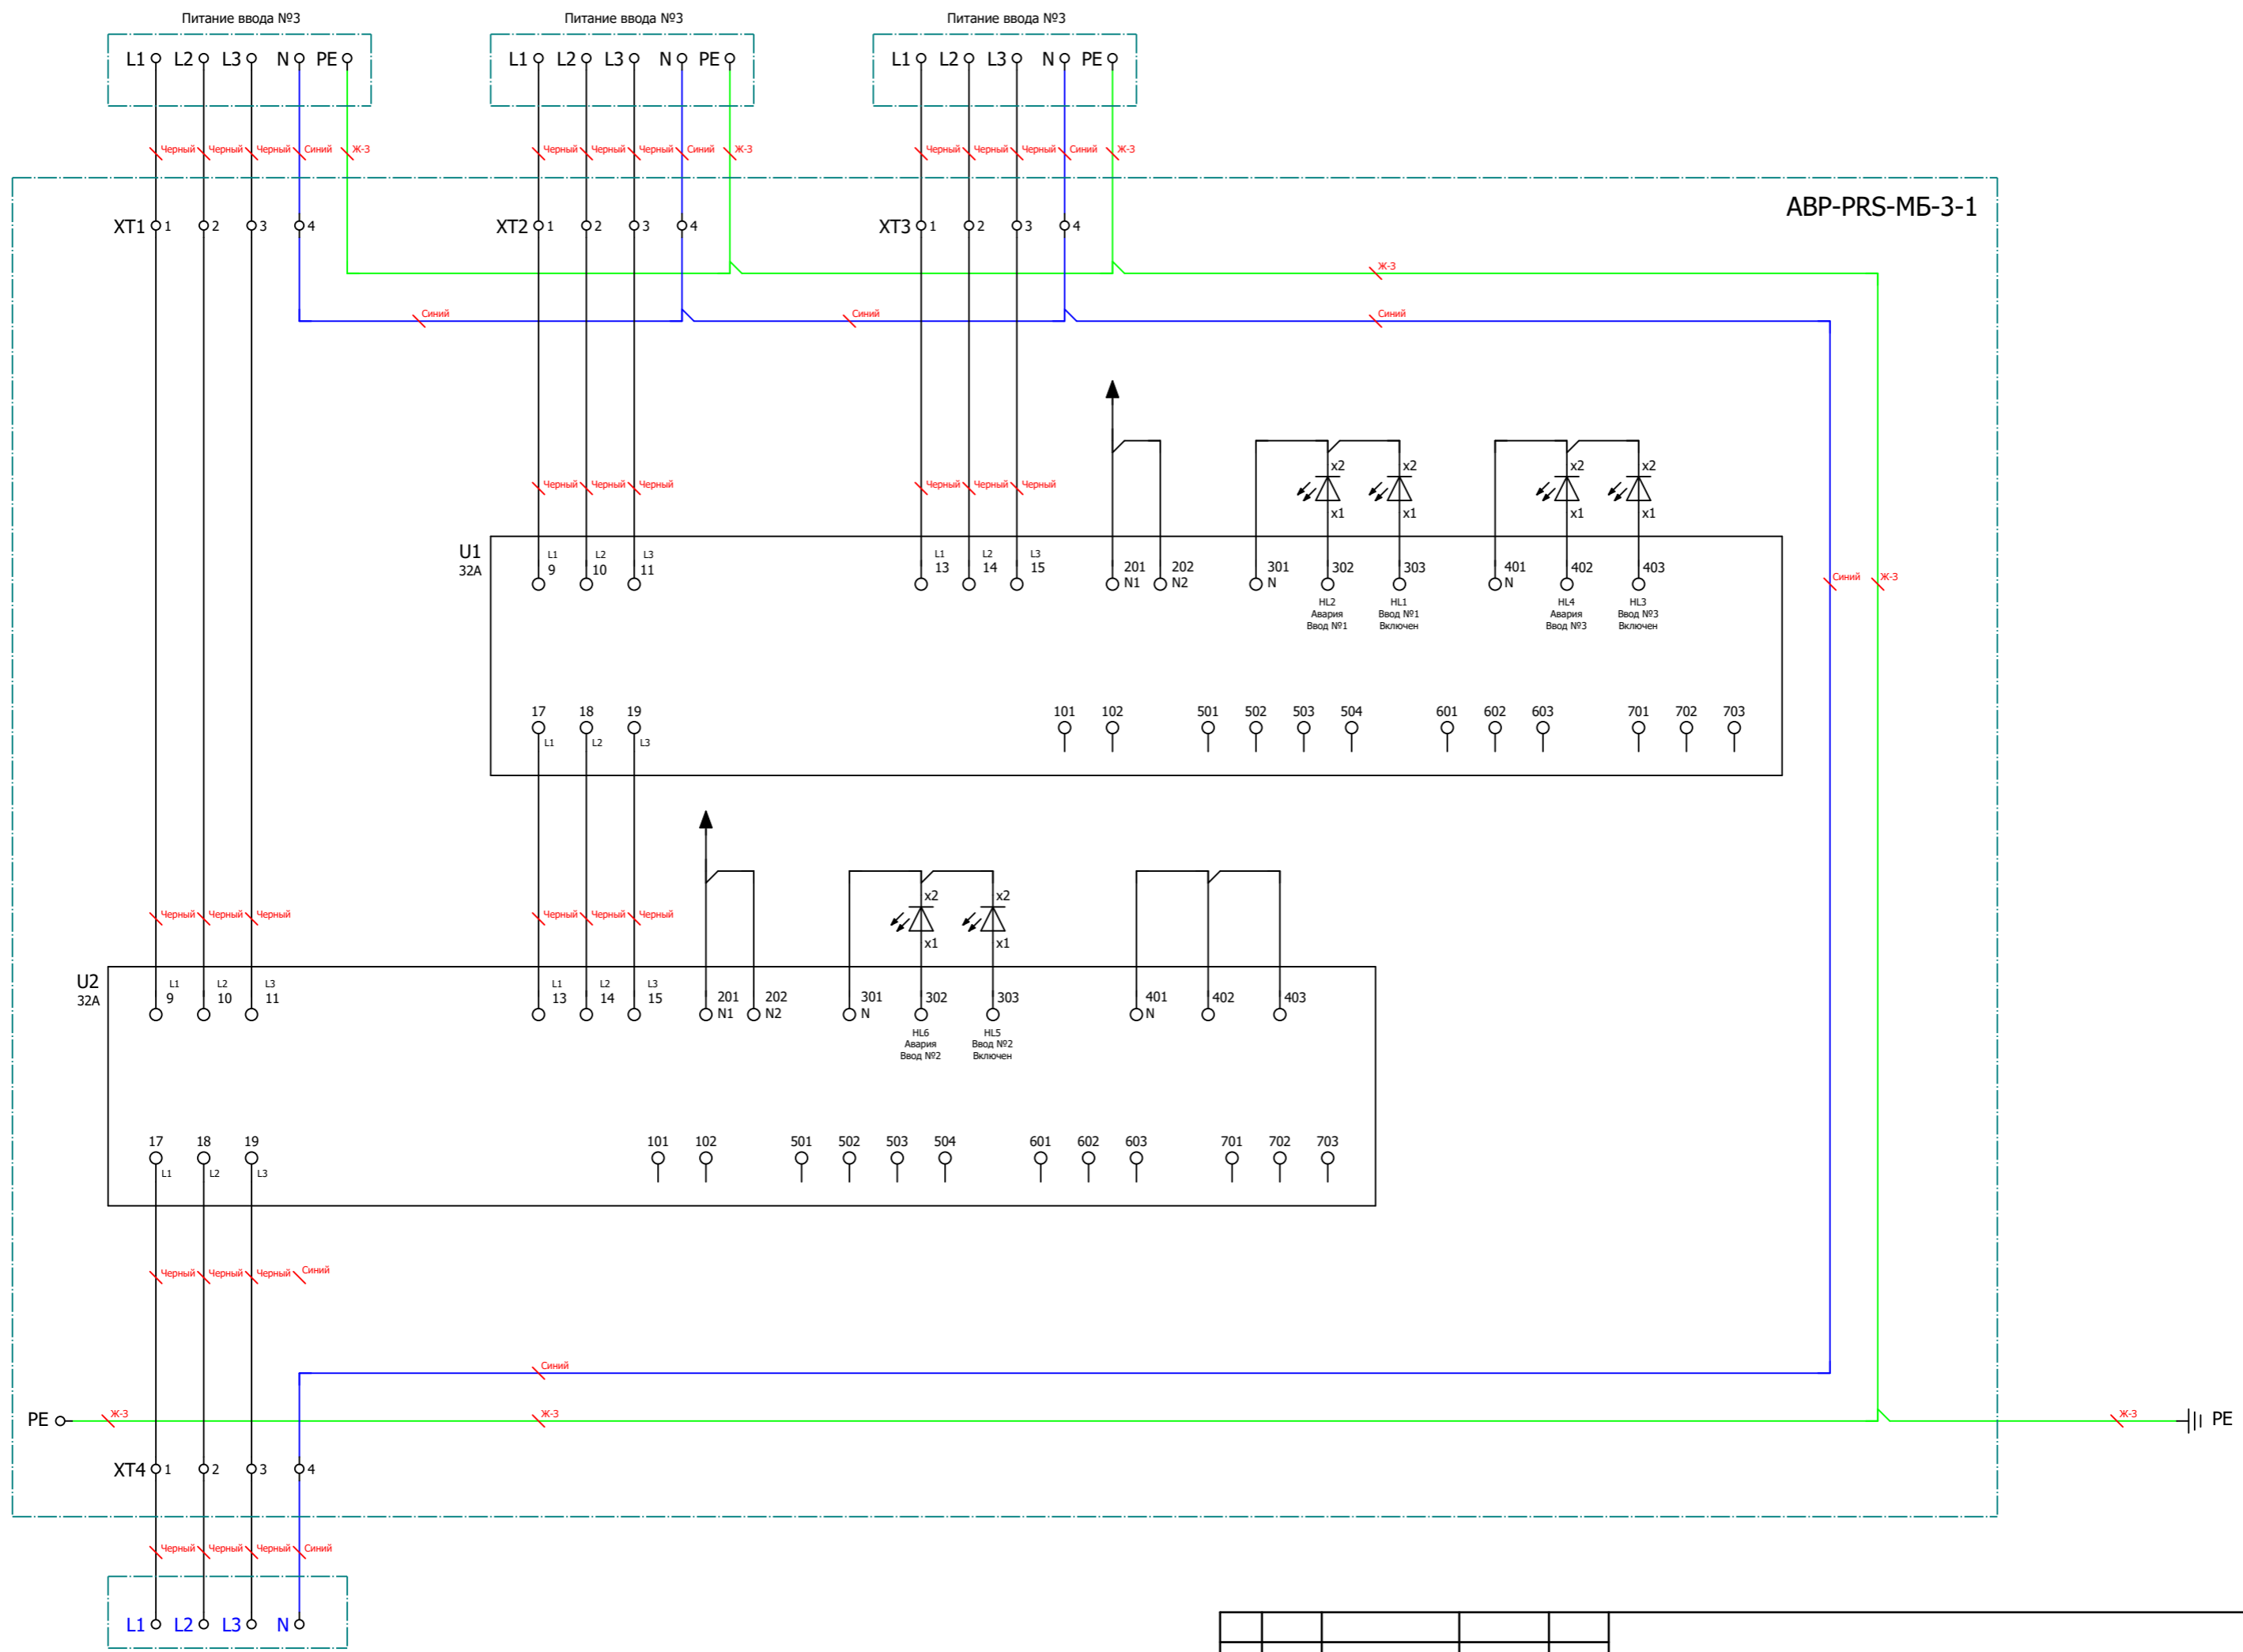 Питание ввода №3 Питание ввода №3 Питание ввода №3
L1 L2 L3 N PE L1 L2 L3 N PE L1 L2 L3 N PE
Черный Черный Черный Синий Ж-З Черный Черный Черный Синий Ж-З Черный Черный Черный Синий Ж-З
АВР-PRS-МБ-3-1
XT1 1 2 3 4 XT2 1 2 3 4 XT3 1 2 3 4
Ж-З
Синий Синий Синий
x2 x2 x2 x2
Черный Черный Черный Черный Черный Черный
x1 x1 x1 x1
U1 L1 L2 L3 L1 L2 L3
32А 9 10 11 13 14 15 201 202 301 302 303 401 402 403
N1 N2 N N
Синий Ж-З
HL2 HL1 HL4 HL3
Авария Ввод №1 Авария Ввод №3
Ввод №1 Включен Ввод №3 Включен
17 18 19 101 102 501 502 503 504 601 602 603 701 702 703
L1 L2 L3
x2 x2
Черный Черный Черный Черный Черный Черный
x1 x1
U2 L1 L2 L3 L1 L2 L3
32А 9 10 11 13 14 15 201 202 301 302 303 401 402 403
N1 N2 N N
HL6 HL5
Авария Ввод №2
Ввод №2 Включен
17 18 19 101 102 501 502 503 504 601 602 603 701 702 703
L1 L2 L3
Черный Черный Черный Синий
Синий
PE Ж-З Ж-З Ж-З PE
XT4 1 2 3 4
Черный Черный Черный Синий
L1 L2 L3 N